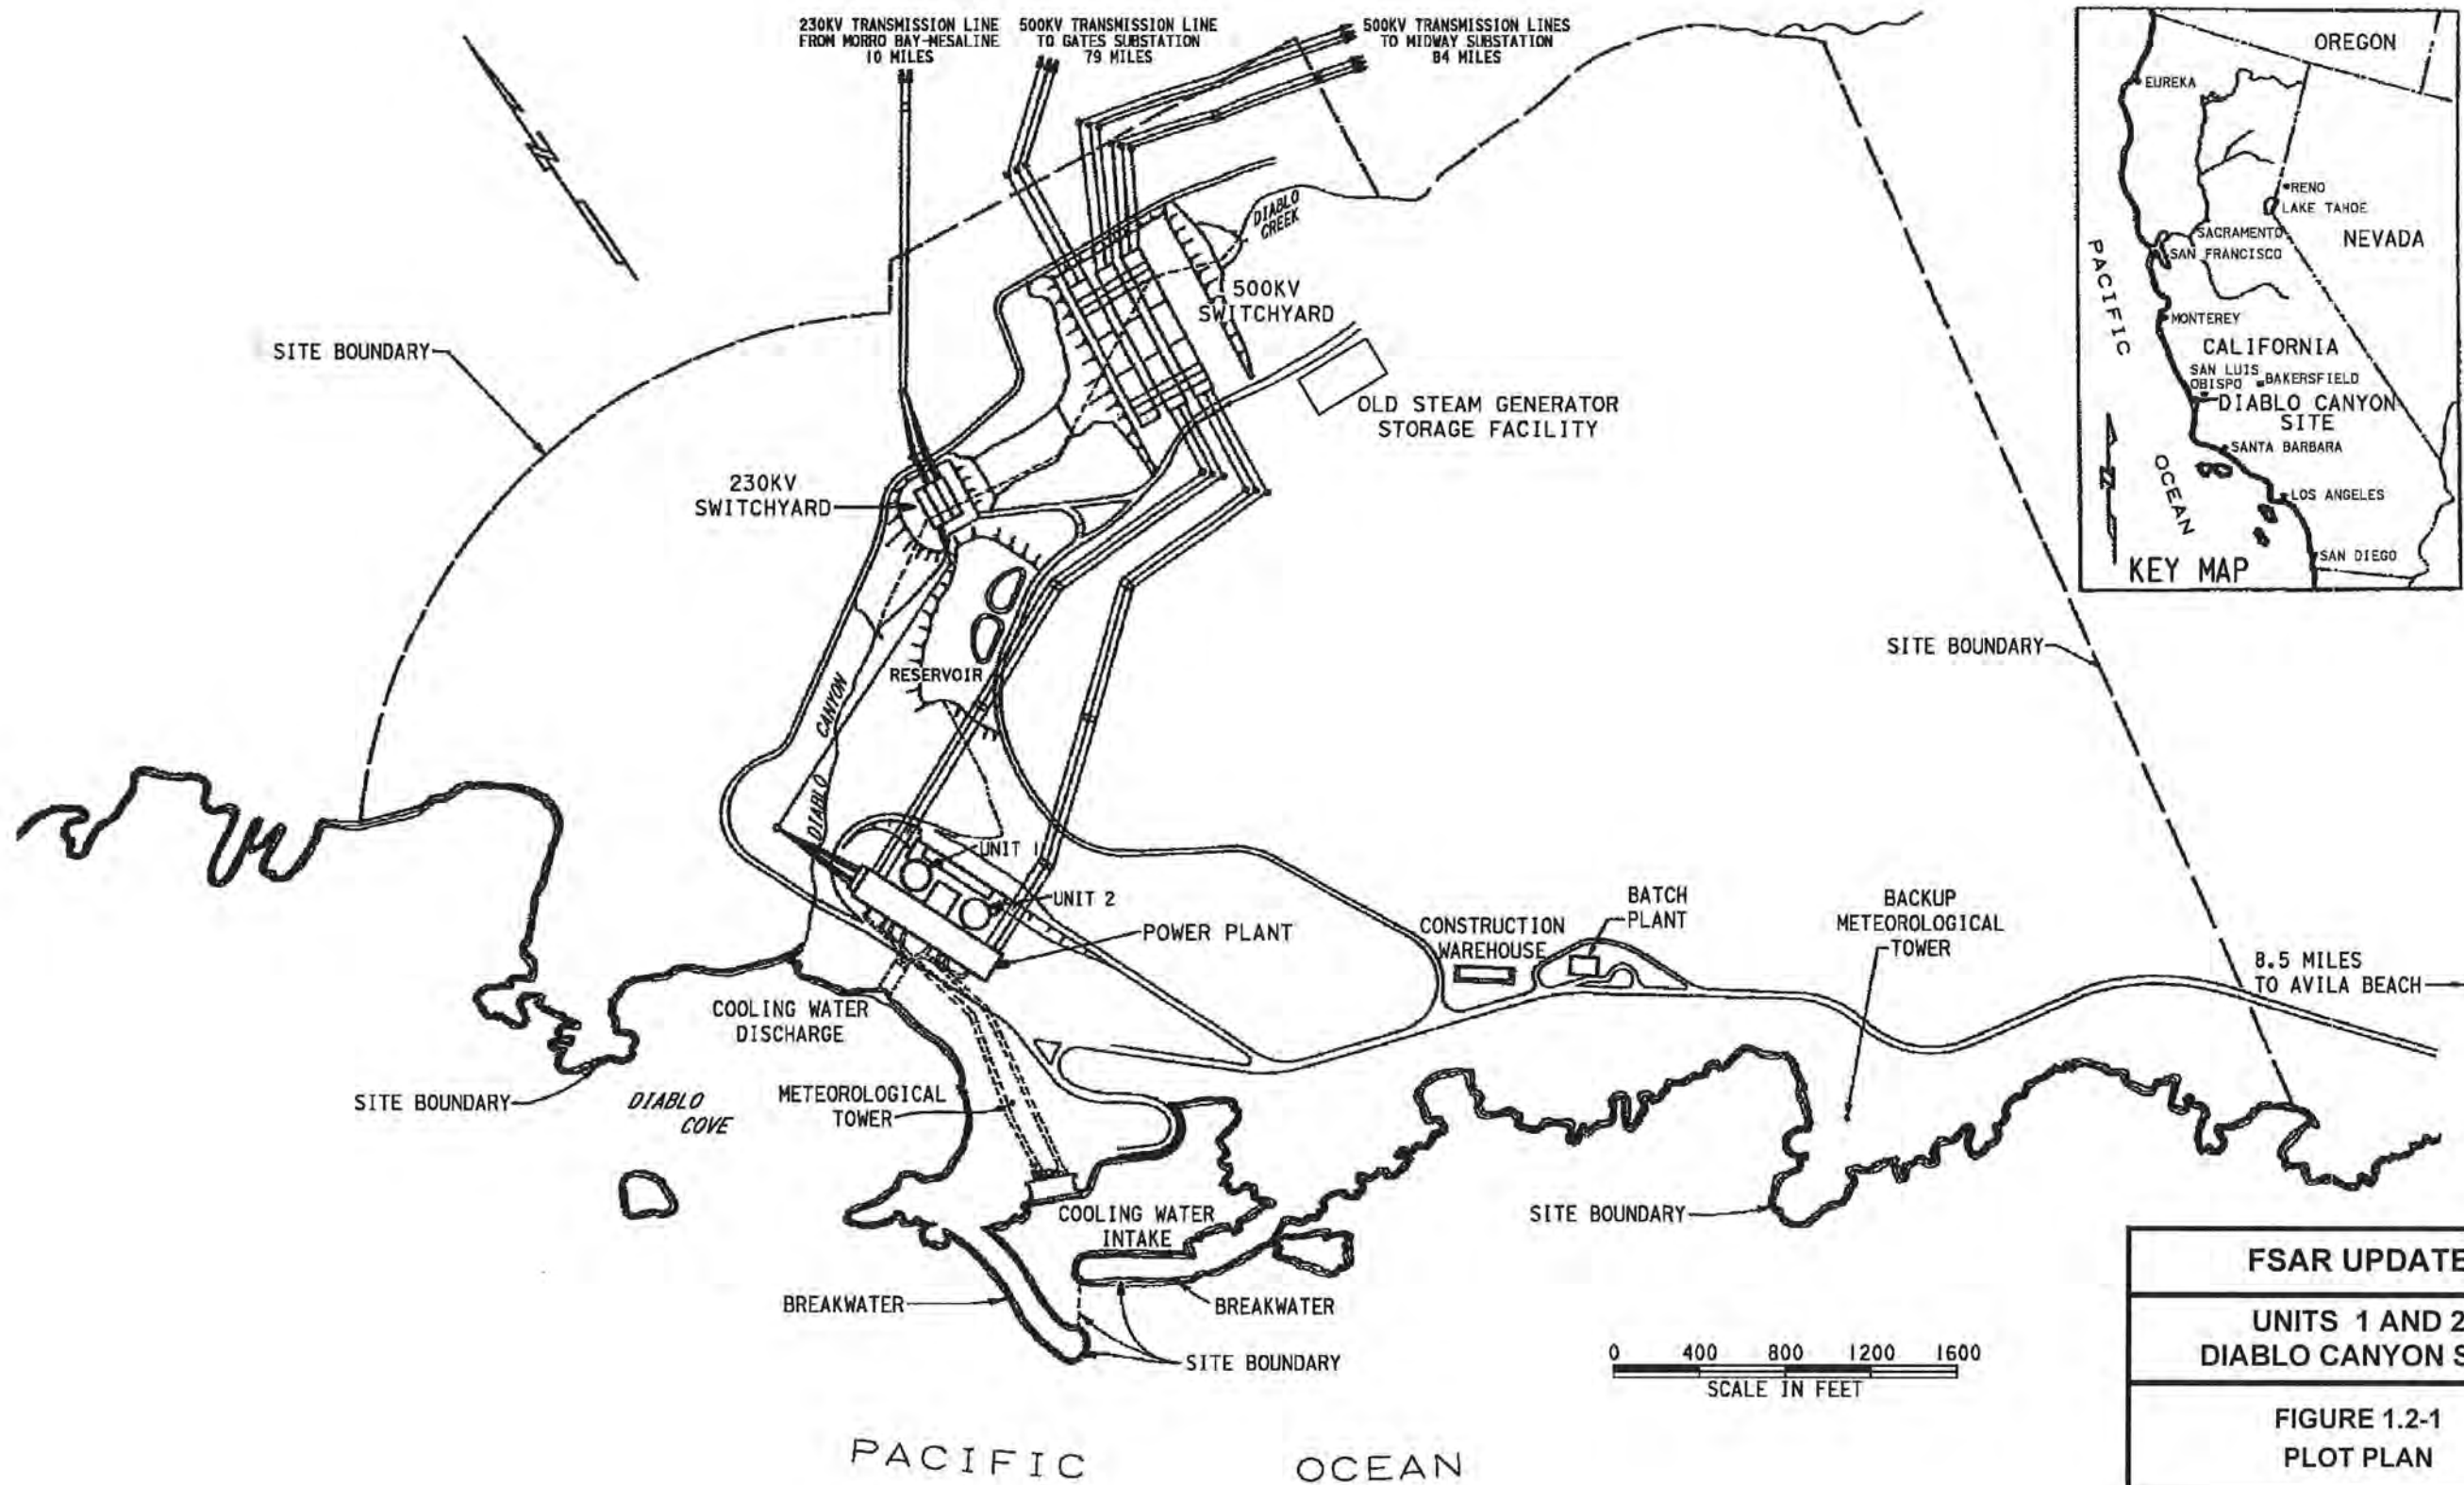 230KV TRANSMISSION LINE
FROM MORRO BAY-MESALINE
10 MILES
500KV TRANSMISSION LINE
TO GATES SUBSTATION
79 MILES
500KV TRANSMISSION LINES
TO MIDWAY SUBSTATION
84 MILES
N
SITE BOUNDARY
DIABLO
CREEK
500KV
SWITCHYARD
OLD STEAM GENERATOR
STORAGE FACILITY
230KV
SWITCHYARD
RESERVOIR
DIABLO CANYON
UNIT 1
UNIT 2
POWER PLANT
COOLING WATER
DISCHARGE
SITE BOUNDARY
DIABLO
COVE
METEOROLOGICAL
TOWER
COOLING WATER
INTAKE
BREAKWATER
BREAKWATER
SITE BOUNDARY
CONSTRUCTION
WAREHOUSE
BATCH
PLANT
BACKUP
METEOROLOGICAL
TOWER
SITE BOUNDARY
8.5 MILES
TO AVILA BEACH
SITE BOUNDARY
0 400 800 1200 1600
SCALE IN FEET
PACIFIC OCEAN
OREGON
EUREKA
RENO
LAKE TAHOE
SACRAMENTO
NEVADA
SAN FRANCISCO
PACIFIC
MONTEREY
CALIFORNIA
SAN LUIS
OBISPO
BAKERSFIELD
DIABLO CANYON
SITE
SANTA BARBARA
N
OCEAN
LOS ANGELES
SAN DIEGO
KEY MAP
FSAR UPDATE
UNITS 1 AND 2
DIABLO CANYON S
FIGURE 1.2-1
PLOT PLAN